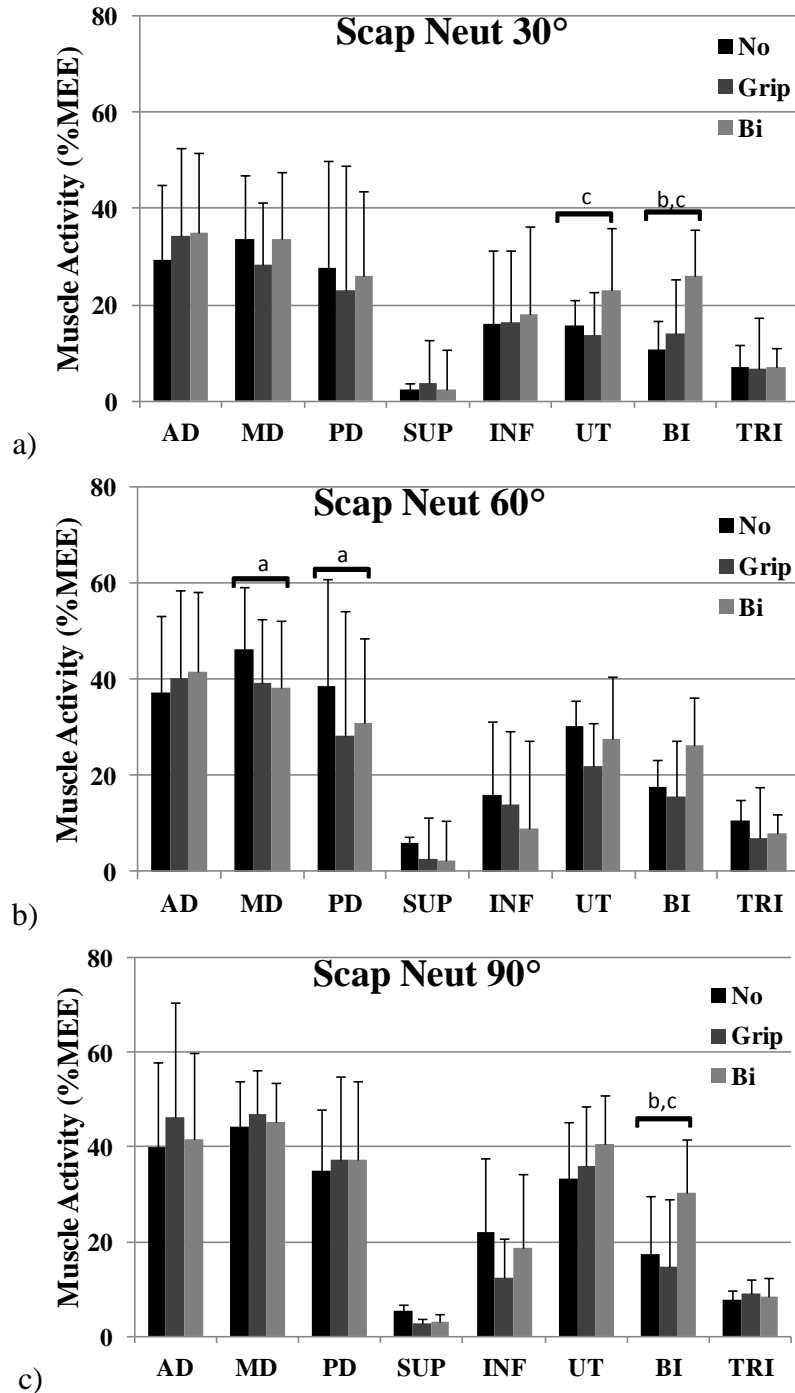 Scap Neut 30°
No
Grip
Bi
Muscle Activity (%MEE)
80
60
40
20
0
c
b,c
AD MD PD SUP INF UT BI TRI
a)
Scap Neut 60°
No
Grip
Bi
Muscle Activity (%MEE)
80
60
40
20
0
a
a
AD MD PD SUP INF UT BI TRI
b)
Scap Neut 90°
No
Grip
Bi
Muscle Activity (%MEE)
80
60
40
20
0
b,c
AD MD PD SUP INF UT BI TRI
c)